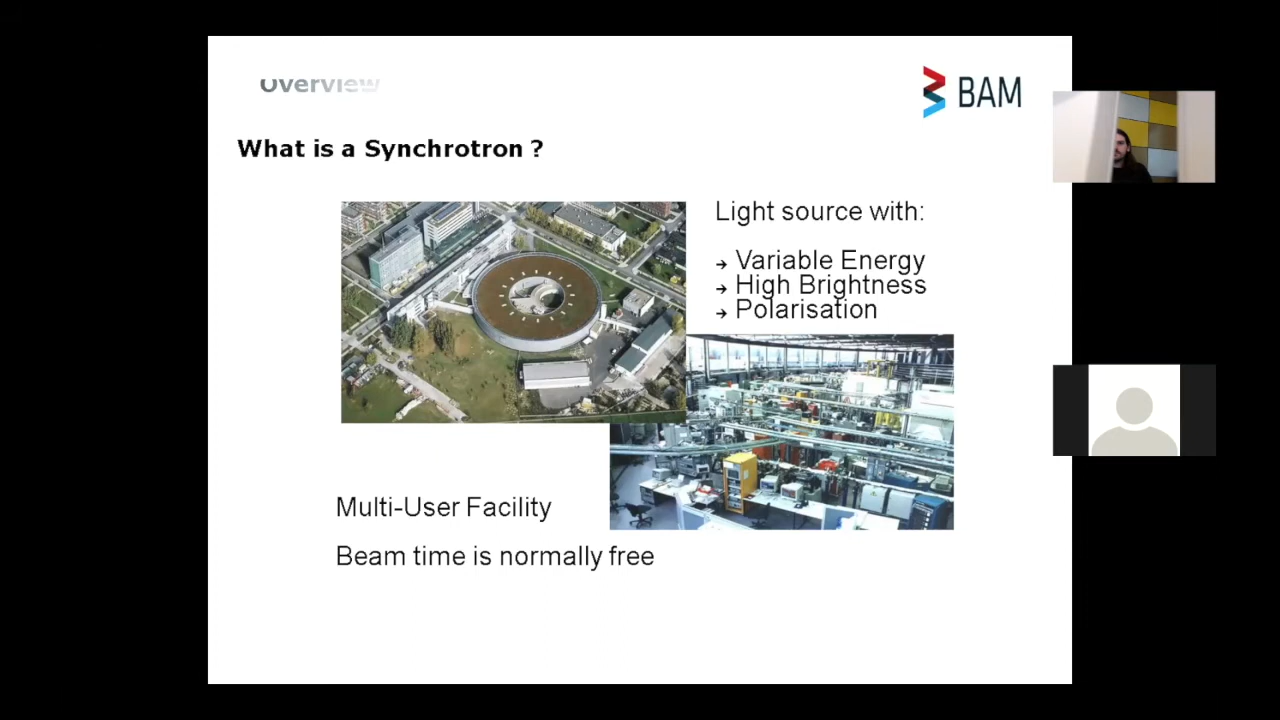 Overview
BAM
What is a Synchrotron ?
Light source with:
→ Variable Energy
→ High Brightness
→ Polarisation
Multi-User Facility
Beam time is normally free